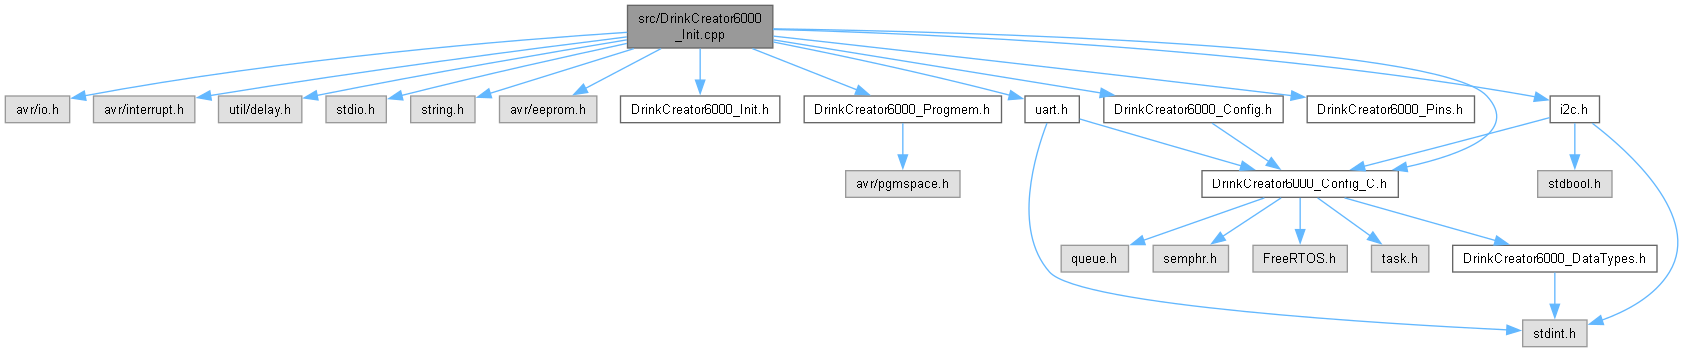 src/DrinkCreator6000
_Init.cpp
avr/io.h
avr/interrupt.h
util/delay.h
stdio.h
string.h
avr/eeprom.h
DrinkCreator6000_Init.h
DrinkCreator6000_Progmem.h
uart.h
DrinkCreator6000_Config.h
DrinkCreator6000_Pins.h
i2c.h
avr/pgmspace.h
DrinkCreator6000_Config_C.h
stdbool.h
queue.h
semphr.h
FreeRTOS.h
task.h
DrinkCreator6000_DataTypes.h
stdint.h